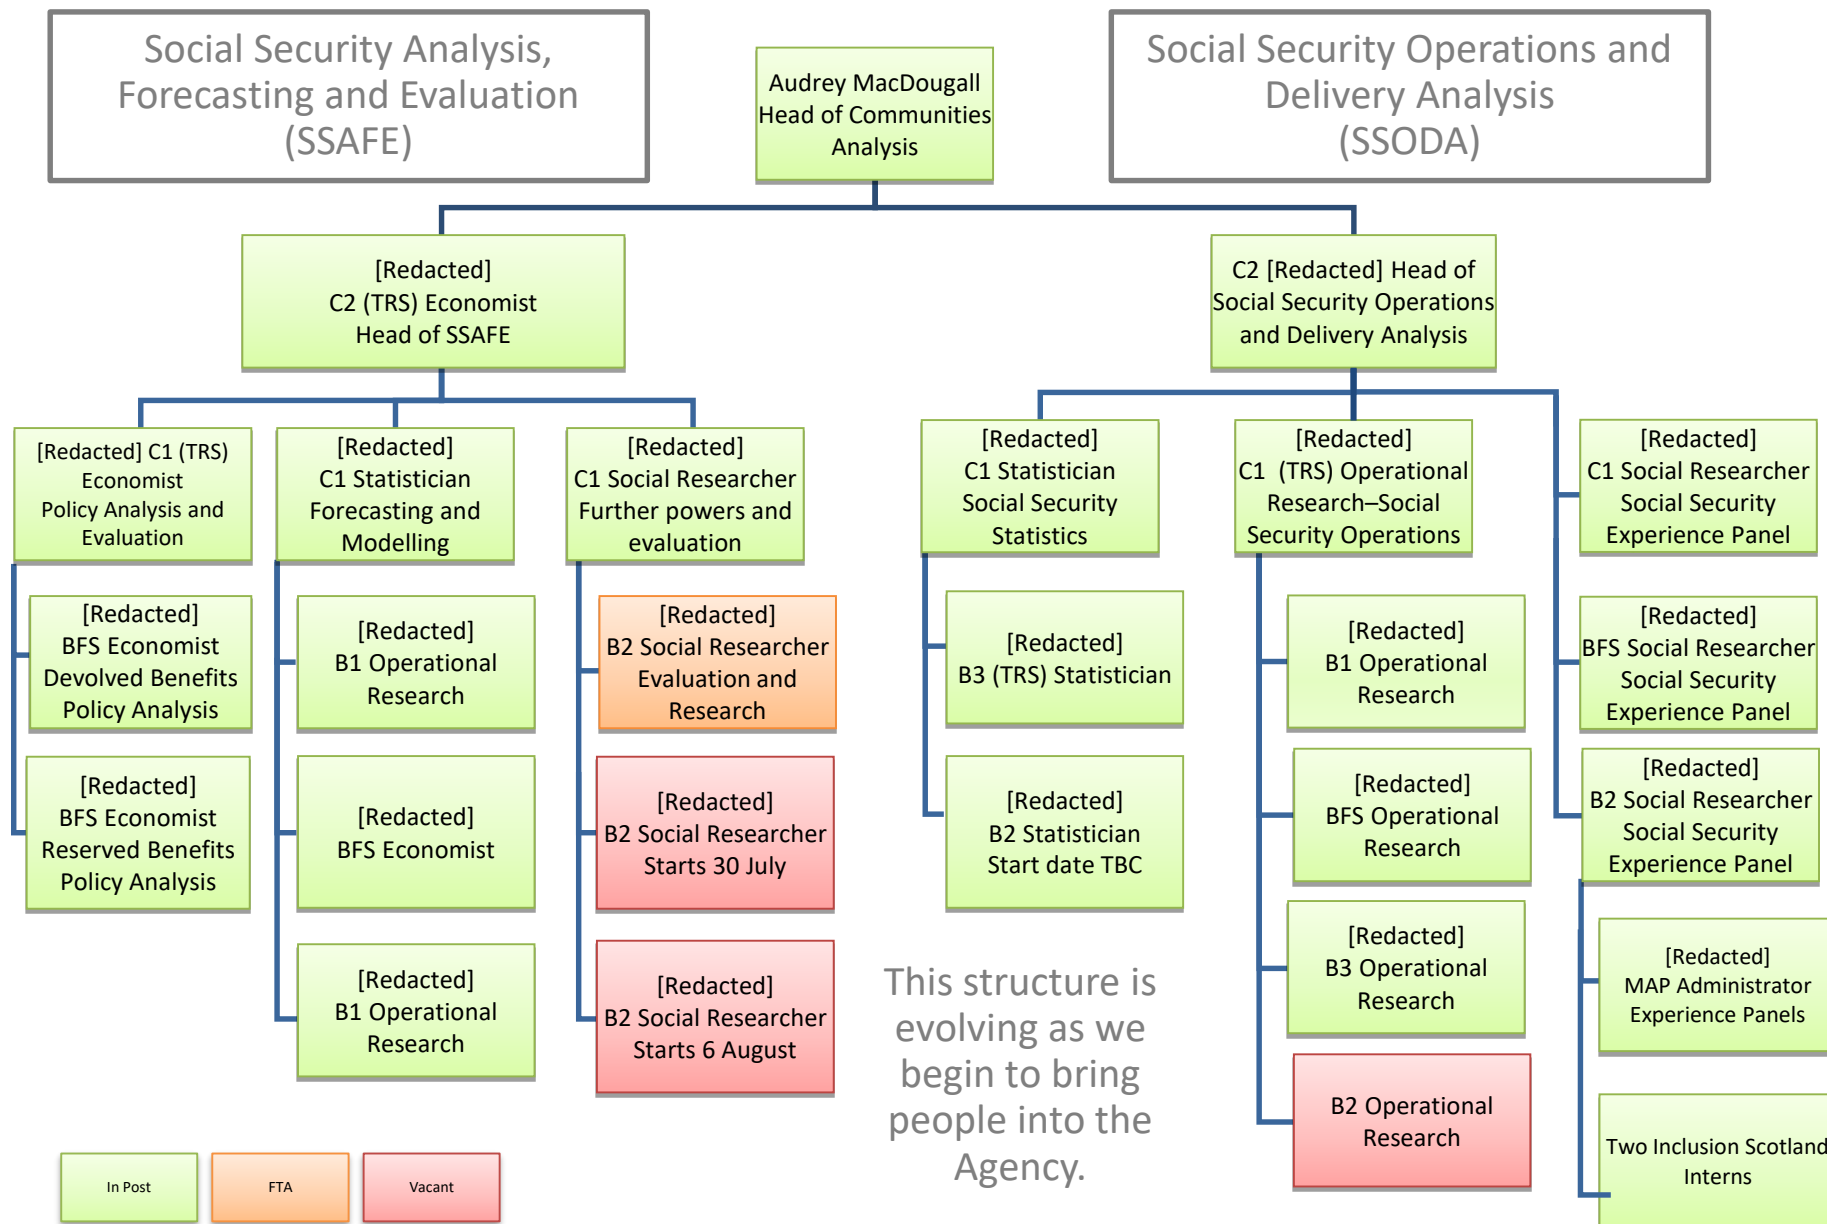 Social Security Analysis,
Forecasting and Evaluation
(SSAFE)
Audrey MacDougall
Head of Communities
Analysis
Social Security Operations and
Delivery Analysis
(SSODA)
[Redacted]
C2 (TRS) Economist
Head of SSAFE
C2 [Redacted] Head of
Social Security Operations
and Delivery Analysis
[Redacted] C1 (TRS)
Economist
Policy Analysis and
Evaluation
[Redacted]
C1 Statistician
Forecasting and
Modelling
[Redacted]
C1 Social Researcher
Further powers and
evaluation
[Redacted]
C1 Statistician
Social Security
Statistics
[Redacted]
C1 (TRS) Operational
Research–Social
Security Operations
[Redacted]
C1 Social Researcher
Social Security
Experience Panel
[Redacted]
BFS Economist
Devolved Benefits
Policy Analysis
[Redacted]
B1 Operational
Research
[Redacted]
B2 Social Researcher
Evaluation and
Research
[Redacted]
B3 (TRS) Statistician
[Redacted]
B1 Operational
Research
[Redacted]
BFS Social Researcher
Social Security
Experience Panel
[Redacted]
BFS Economist
Reserved Benefits
Policy Analysis
[Redacted]
BFS Economist
[Redacted]
B2 Social Researcher
Starts 30 July
[Redacted]
B2 Statistician
Start date TBC
[Redacted]
BFS Operational
Research
[Redacted]
B2 Social Researcher
Social Security
Experience Panel
[Redacted]
B1 Operational
Research
[Redacted]
B2 Social Researcher
Starts 6 August
This structure is
evolving as we
begin to bring
people into the
Agency.
[Redacted]
B3 Operational
Research
[Redacted]
MAP Administrator
Experience Panels
B2 Operational
Research
Two Inclusion Scotland
Interns
In Post
FTA
Vacant